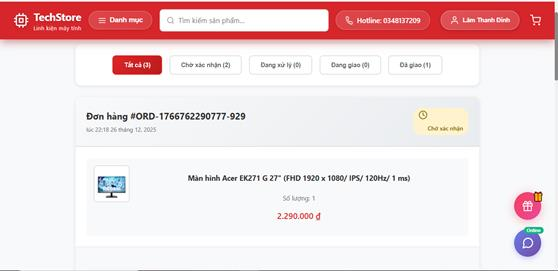 TechStore
Linh kiện máy tính
Danh mục
Tìm kiếm sản phẩm...
Hotline: 0348137209
Lâm Thanh Đỉnh
Tất cả (3)
Chờ xác nhận (2)
Đang xử lý (0)
Đang giao (0)
Đã giao (1)
Đơn hàng #ORD-1766762290777-929
lúc 22:18 26 tháng 12, 2025
Chờ xác nhận
Màn hình Acer EK271 G 27" (FHD 1920 x 1080/ IPS/ 120Hz/ 1 ms)
Số lượng: 1
2.290.000 ₫
Online